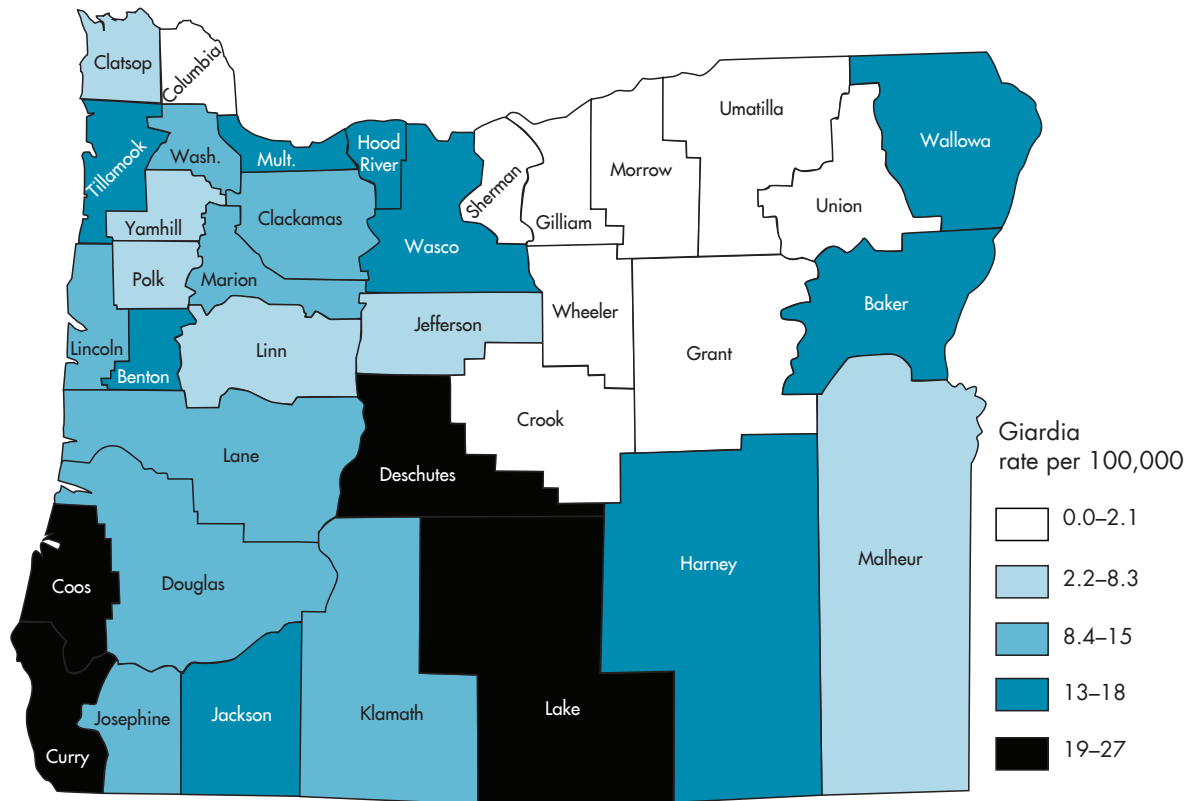 Clatsop
Columbia
Tillamook
Wash.
Mult.
Hood
River
Sherman
Gilliam
Morrow
Umatilla
Union
Wallowa
Yamhill
Clackamas
Wasco
Polk
Marion
Jefferson
Wheeler
Grant
Baker
Lincoln
Benton
Linn
Crook
Lane
Deschutes
Coos
Douglas
Harney
Malheur
Curry
Josephine
Jackson
Klamath
Lake
Giardia
rate per 100,000
0.0–2.1
2.2–8.3
8.4–15
13–18
19–27